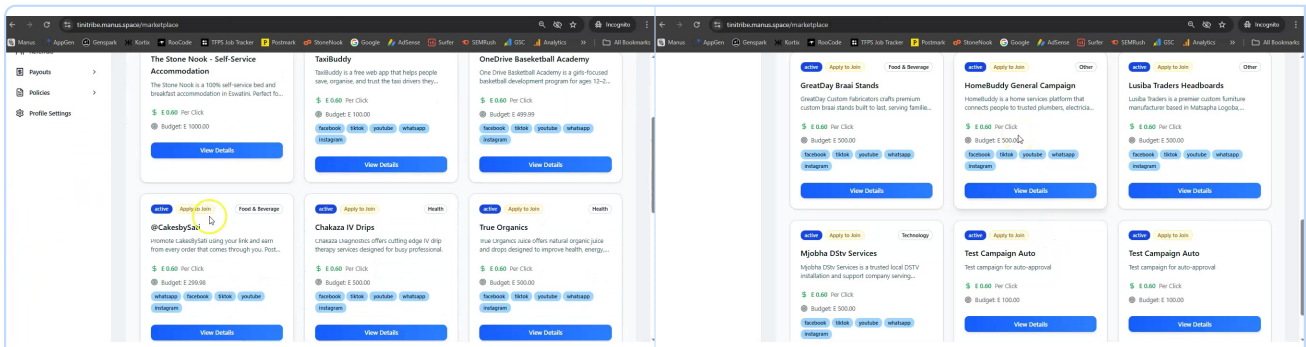 tinitribe.manus.space/marketplace
Incognito
Manus AppGen Genspark Kortix RooCode TFPS Job Tracker Postmark StoneNook Google AdSense Surfer SEMRush GSC Analytics All Bookmarks
Payouts
Policies
Profile Settings
The Stone Nook - Self-Service Accommodation
The Stone Nook is a 100% self-service bed and
breakfast accommodation in Eswatini. Perfect fo...
$ E 0.60 Per Click
Budget: E 1000.00
View Details
TaxiBuddy
TaxiBuddy is a free web app that helps people
save, organise, and trust the taxi drivers they...
$ E 0.60 Per Click
Budget: E 100.00
facebook tiktok youtube whatsapp
instagram
View Details
OneDrive Basketball Academy
One Drive Basketball Academy is a girls-focused
basketball development program for ages 12–2...
$ E 0.60 Per Click
Budget: E 499.99
facebook tiktok youtube whatsapp
instagram
View Details
active Apply to Join Food & Beverage
@CakesbySati
Promote CakesBySati using your link and earn
from every order that comes through you. Post...
$ E 0.60 Per Click
Budget: E 299.98
whatsapp facebook tiktok youtube
instagram
View Details
active Apply to Join Health
Chakaza IV Drips
Chakaza Diagnostics offers cutting edge IV drip
therapy services designed for busy professional.
$ E 0.60 Per Click
Budget: E 500.00
facebook tiktok youtube whatsapp
instagram
View Details
active Apply to Join Health
True Organics
True Organics Juice offers natural organic juice
and drops designed to improve health, energy,...
$ E 0.60 Per Click
Budget: E 500.00
facebook tiktok youtube whatsapp
instagram
View Details
tinitribe.manus.space/marketplace
Incognito
Manus AppGen Genspark Kortix RooCode TFPS Job Tracker Postmark StoneNook Google AdSense Surfer SEMRush GSC Analytics All Bookmarks
active Apply to Join Food & Beverage
GreatDay Braai Stands
GreatDay Custom Fabricators crafts premium
custom braai stands built to last, serving familie...
$ E 0.60 Per Click
Budget: E 500.00
facebook tiktok youtube whatsapp
instagram
View Details
active Apply to Join Other
HomeBuddy General Campaign
HomeBuddy is a home services platform that
connects people to trusted plumbers, electricia...
$ E 0.60 Per Click
Budget: E 500.00
facebook tiktok youtube whatsapp
instagram
View Details
active Apply to Join Other
Lusiba Traders Headboards
Lusiba Traders is a premier custom furniture
manufacturer based in Matsapha Logoba,...
$ E 0.60 Per Click
Budget: E 500.00
facebook tiktok youtube whatsapp
instagram
View Details
active Apply to Join Technology
Mjobha DStv Services
Mjobha DStv Services is a trusted local DSTV
installation and support company serving...
$ E 0.60 Per Click
Budget: E 500.00
facebook tiktok youtube whatsapp
instagram
active Apply to Join
Test Campaign Auto
Test campaign for auto-approval
$ E 0.60 Per Click
Budget: E 100.00
View Details
active Apply to Join
Test Campaign Auto
Test campaign for auto-approval
$ E 0.60 Per Click
Budget: E 100.00
View Details